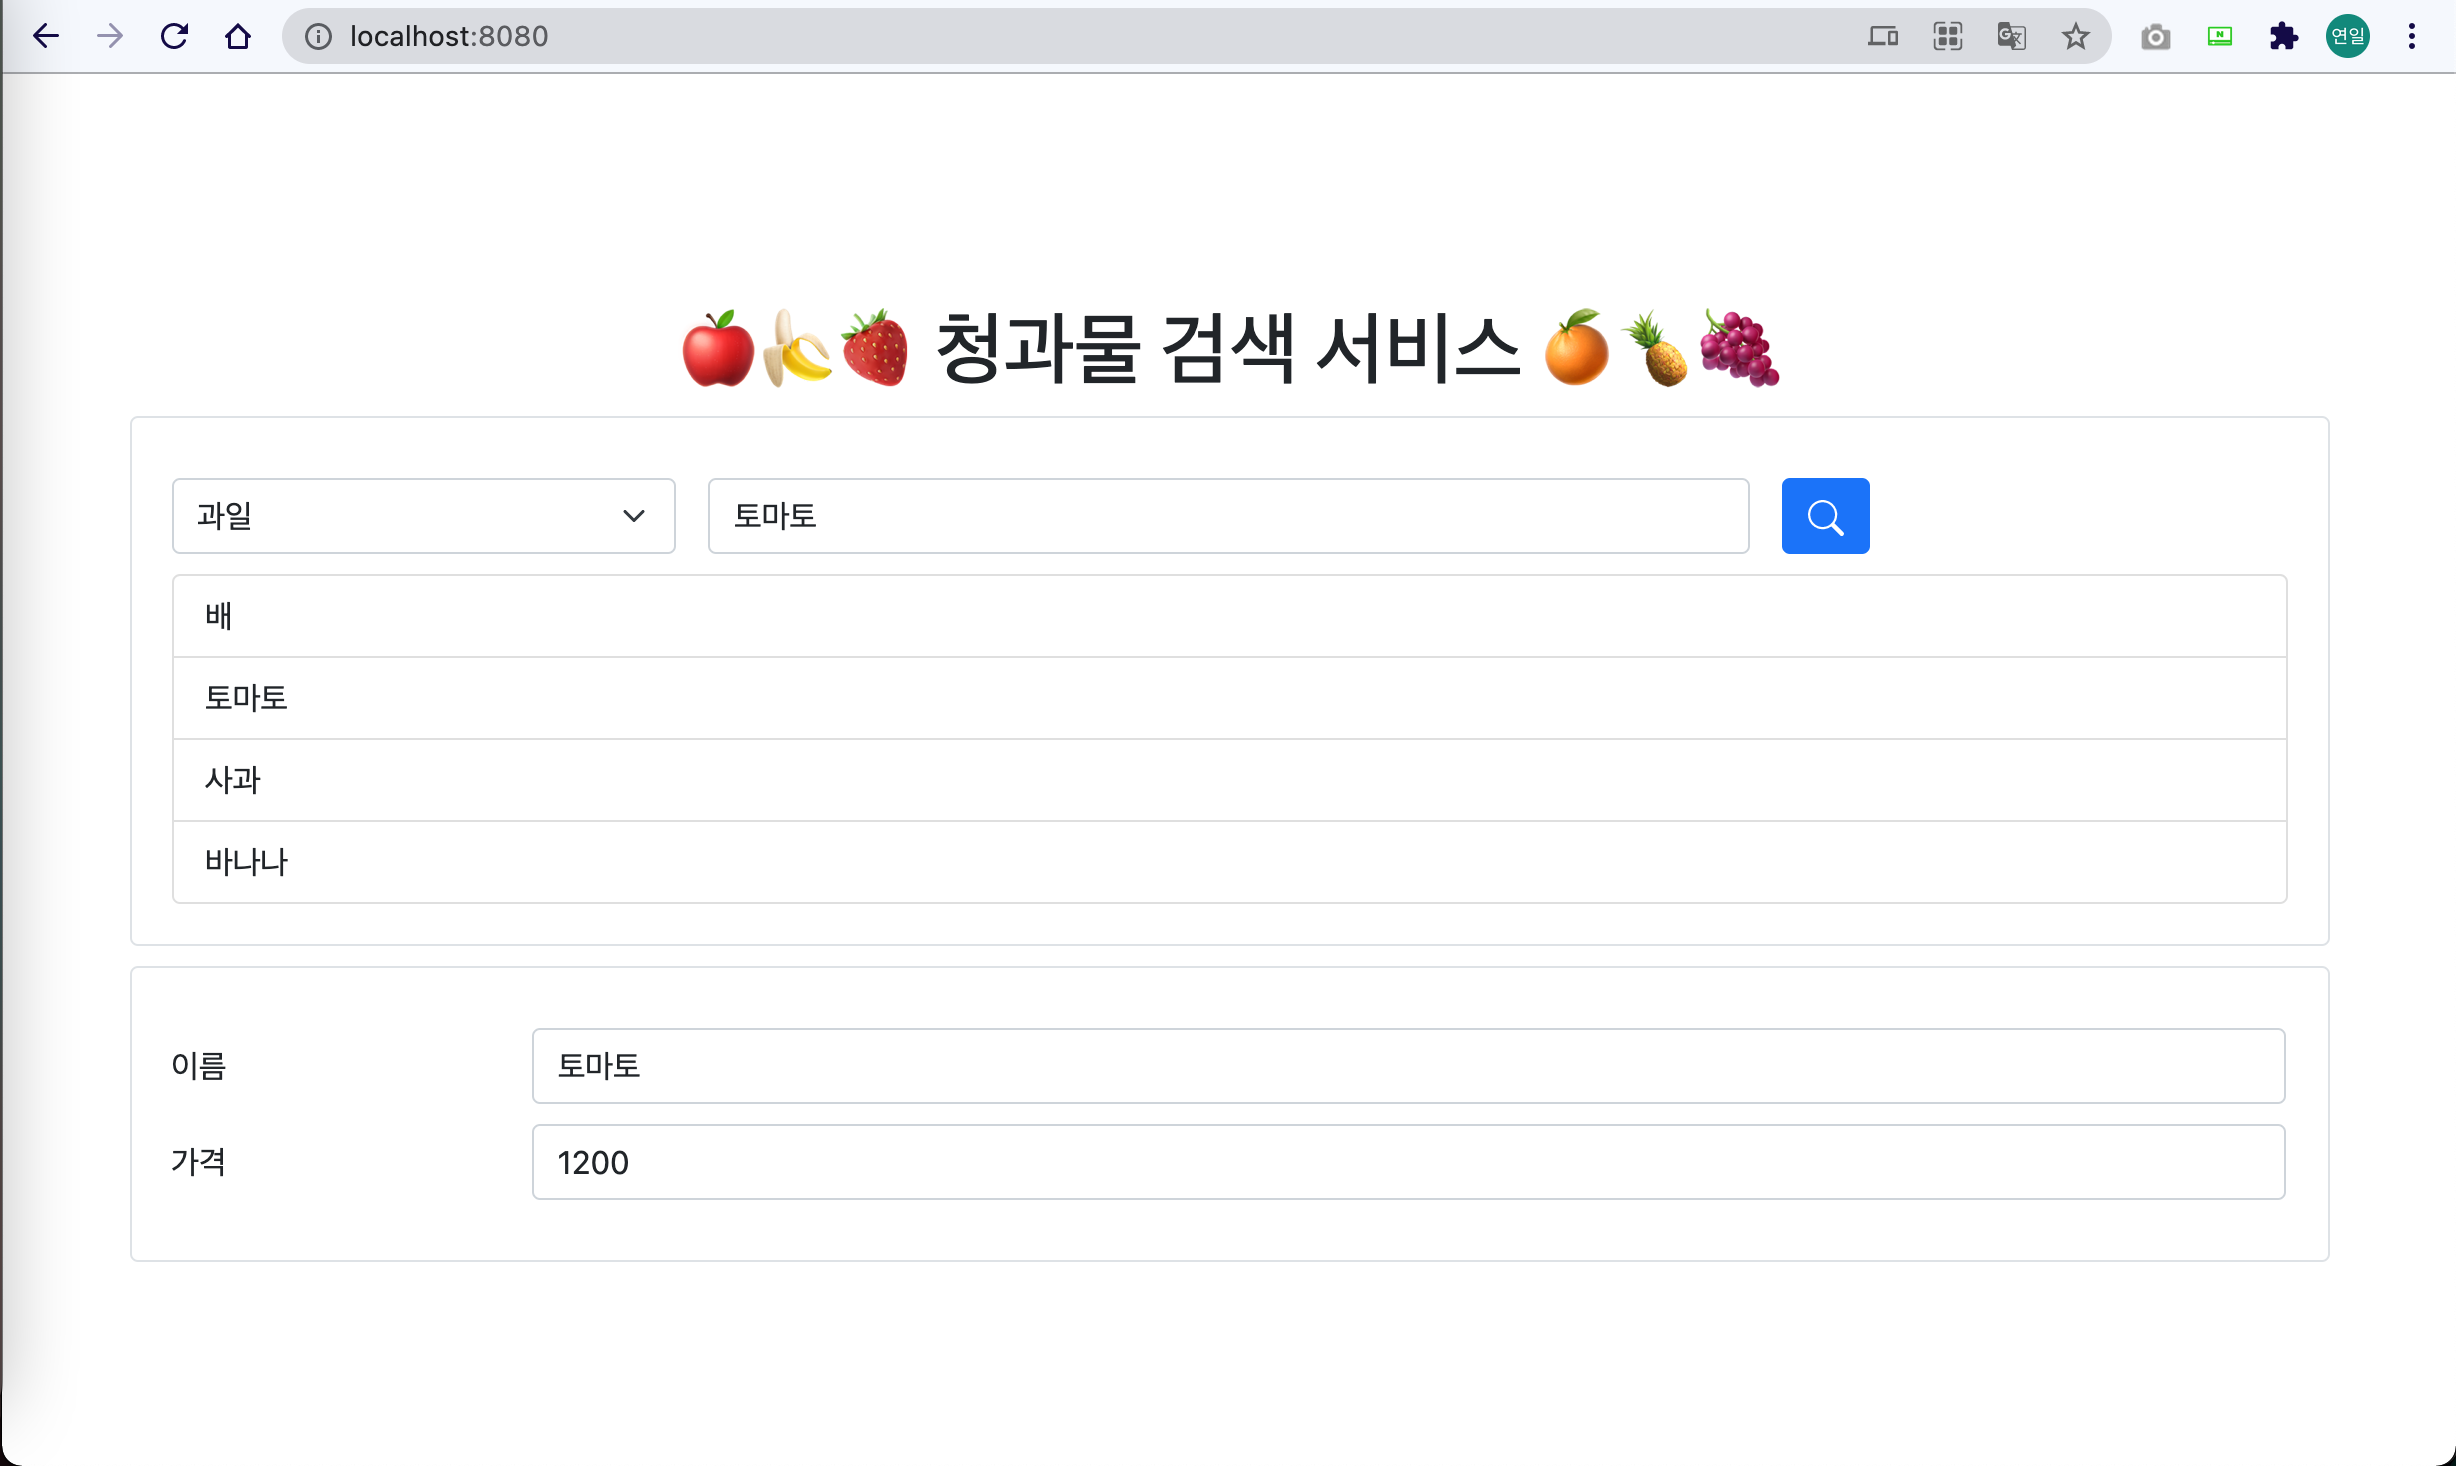 localhost:8080
연일
청과물 검색 서비스
과일
토마토
배
토마토
사과
바나나
이름
토마토
가격
1200